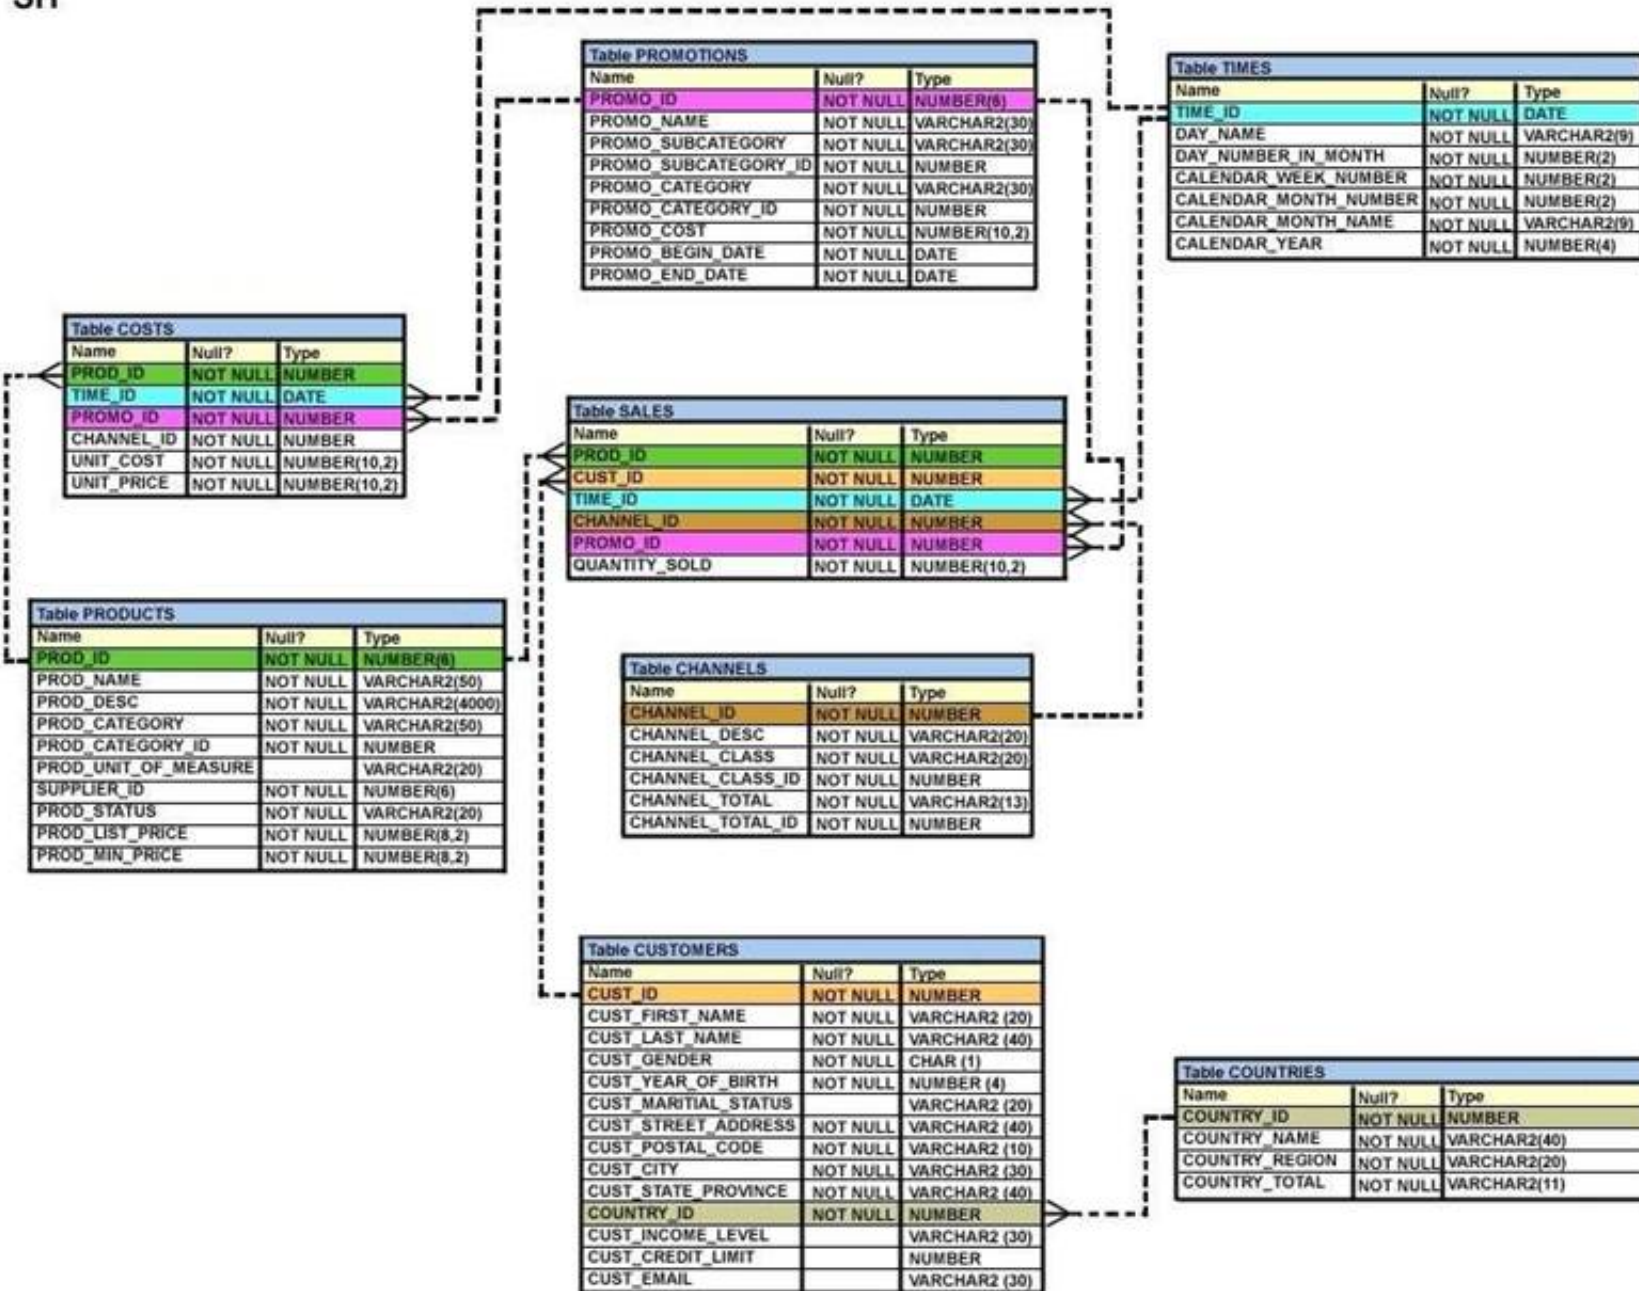 SH
Table PROMOTIONS
Name Null? Type
PROMO_ID NOT NULL NUMBER(6)
PROMO_NAME NOT NULL VARCHAR2(30)
PROMO_SUBCATEGORY NOT NULL VARCHAR2(30)
PROMO_SUBCATEGORY_ID NOT NULL NUMBER
PROMO_CATEGORY NOT NULL VARCHAR2(30)
PROMO_CATEGORY_ID NOT NULL NUMBER
PROMO_COST NOT NULL NUMBER(10,2)
PROMO_BEGIN_DATE NOT NULL DATE
PROMO_END_DATE NOT NULL DATE
Table TIMES
Name Null? Type
TIME_ID NOT NULL DATE
DAY_NAME NOT NULL VARCHAR2(9)
DAY_NUMBER_IN_MONTH NOT NULL NUMBER(2)
CALENDAR_WEEK_NUMBER NOT NULL NUMBER(2)
CALENDAR_MONTH_NUMBER NOT NULL NUMBER(2)
CALENDAR_MONTH_NAME NOT NULL VARCHAR2(9)
CALENDAR_YEAR NOT NULL NUMBER(4)
Table COSTS
Name Null? Type
PROD_ID NOT NULL NUMBER
TIME_ID NOT NULL DATE
PROMO_ID NOT NULL NUMBER
CHANNEL_ID NOT NULL NUMBER
UNIT_COST NOT NULL NUMBER(10,2)
UNIT_PRICE NOT NULL NUMBER(10,2)
Table SALES
Name Null? Type
PROD_ID NOT NULL NUMBER
CUST_ID NOT NULL NUMBER
TIME_ID NOT NULL DATE
CHANNEL_ID NOT NULL NUMBER
PROMO_ID NOT NULL NUMBER
QUANTITY_SOLD NOT NULL NUMBER(10,2)
Table PRODUCTS
Name Null? Type
PROD_ID NOT NULL NUMBER(6)
PROD_NAME NOT NULL VARCHAR2(50)
PROD_DESC NOT NULL VARCHAR2(4000)
PROD_CATEGORY NOT NULL VARCHAR2(50)
PROD_CATEGORY_ID NOT NULL NUMBER
PROD_UNIT_OF_MEASURE VARCHAR2(20)
SUPPLIER_ID NOT NULL NUMBER(6)
PROD_STATUS NOT NULL VARCHAR2(20)
PROD_LIST_PRICE NOT NULL NUMBER(8,2)
PROD_MIN_PRICE NOT NULL NUMBER(8,2)
Table CHANNELS
Name Null? Type
CHANNEL_ID NOT NULL NUMBER
CHANNEL_DESC NOT NULL VARCHAR2(20)
CHANNEL_CLASS NOT NULL VARCHAR2(20)
CHANNEL_CLASS_ID NOT NULL NUMBER
CHANNEL_TOTAL NOT NULL VARCHAR2(13)
CHANNEL_TOTAL_ID NOT NULL NUMBER
Table CUSTOMERS
Name Null? Type
CUST_ID NOT NULL NUMBER
CUST_FIRST_NAME NOT NULL VARCHAR2 (20)
CUST_LAST_NAME NOT NULL VARCHAR2 (40)
CUST_GENDER NOT NULL CHAR (1)
CUST_YEAR_OF_BIRTH NOT NULL NUMBER (4)
CUST_MARITIAL_STATUS VARCHAR2 (20)
CUST_STREET_ADDRESS NOT NULL VARCHAR2 (40)
CUST_POSTAL_CODE NOT NULL VARCHAR2 (10)
CUST_CITY NOT NULL VARCHAR2 (30)
CUST_STATE_PROVINCE NOT NULL VARCHAR2 (40)
COUNTRY_ID NOT NULL NUMBER
CUST_INCOME_LEVEL VARCHAR2 (30)
CUST_CREDIT_LIMIT NUMBER
CUST_EMAIL VARCHAR2 (30)
Table COUNTRIES
Name Null? Type
COUNTRY_ID NOT NULL NUMBER
COUNTRY_NAME NOT NULL VARCHAR2(40)
COUNTRY_REGION NOT NULL VARCHAR2(20)
COUNTRY_TOTAL NOT NULL VARCHAR2(11)